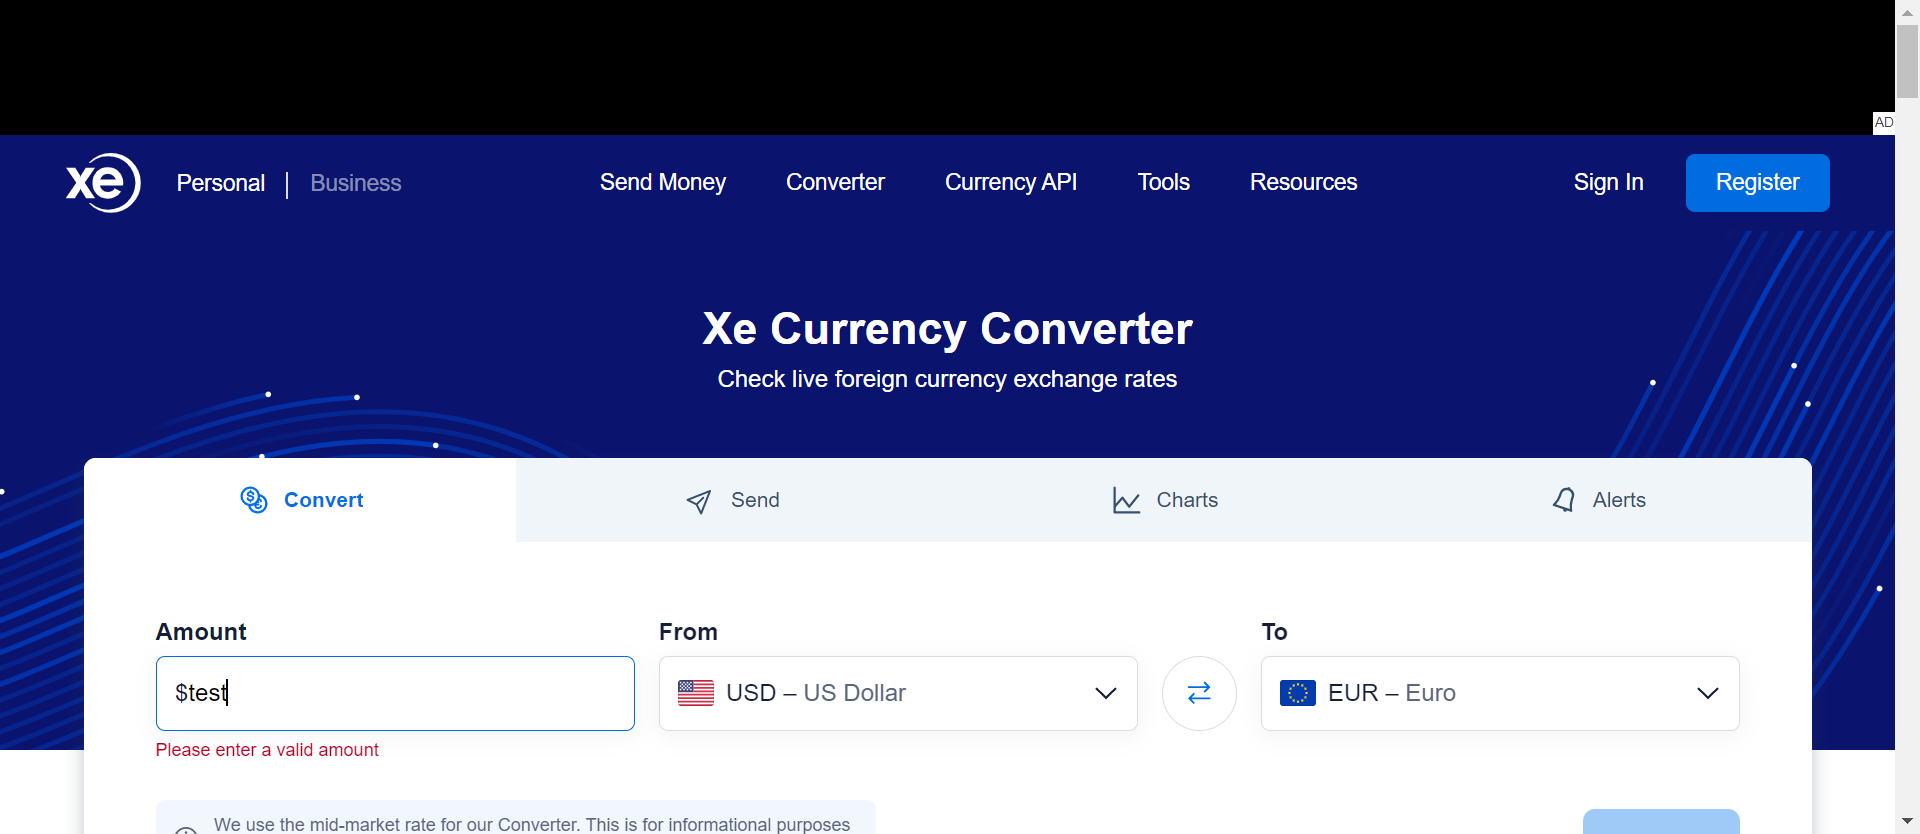 AD
xe
Personal | Business
Send Money
Converter
Currency API
Tools
Resources
Sign In
Register
Xe Currency Converter
Check live foreign currency exchange rates
Convert
Send
Charts
Alerts
Amount
From
To
$test
USD – US Dollar
EUR – Euro
Please enter a valid amount
We use the mid-market rate for our Converter. This is for informational purposes